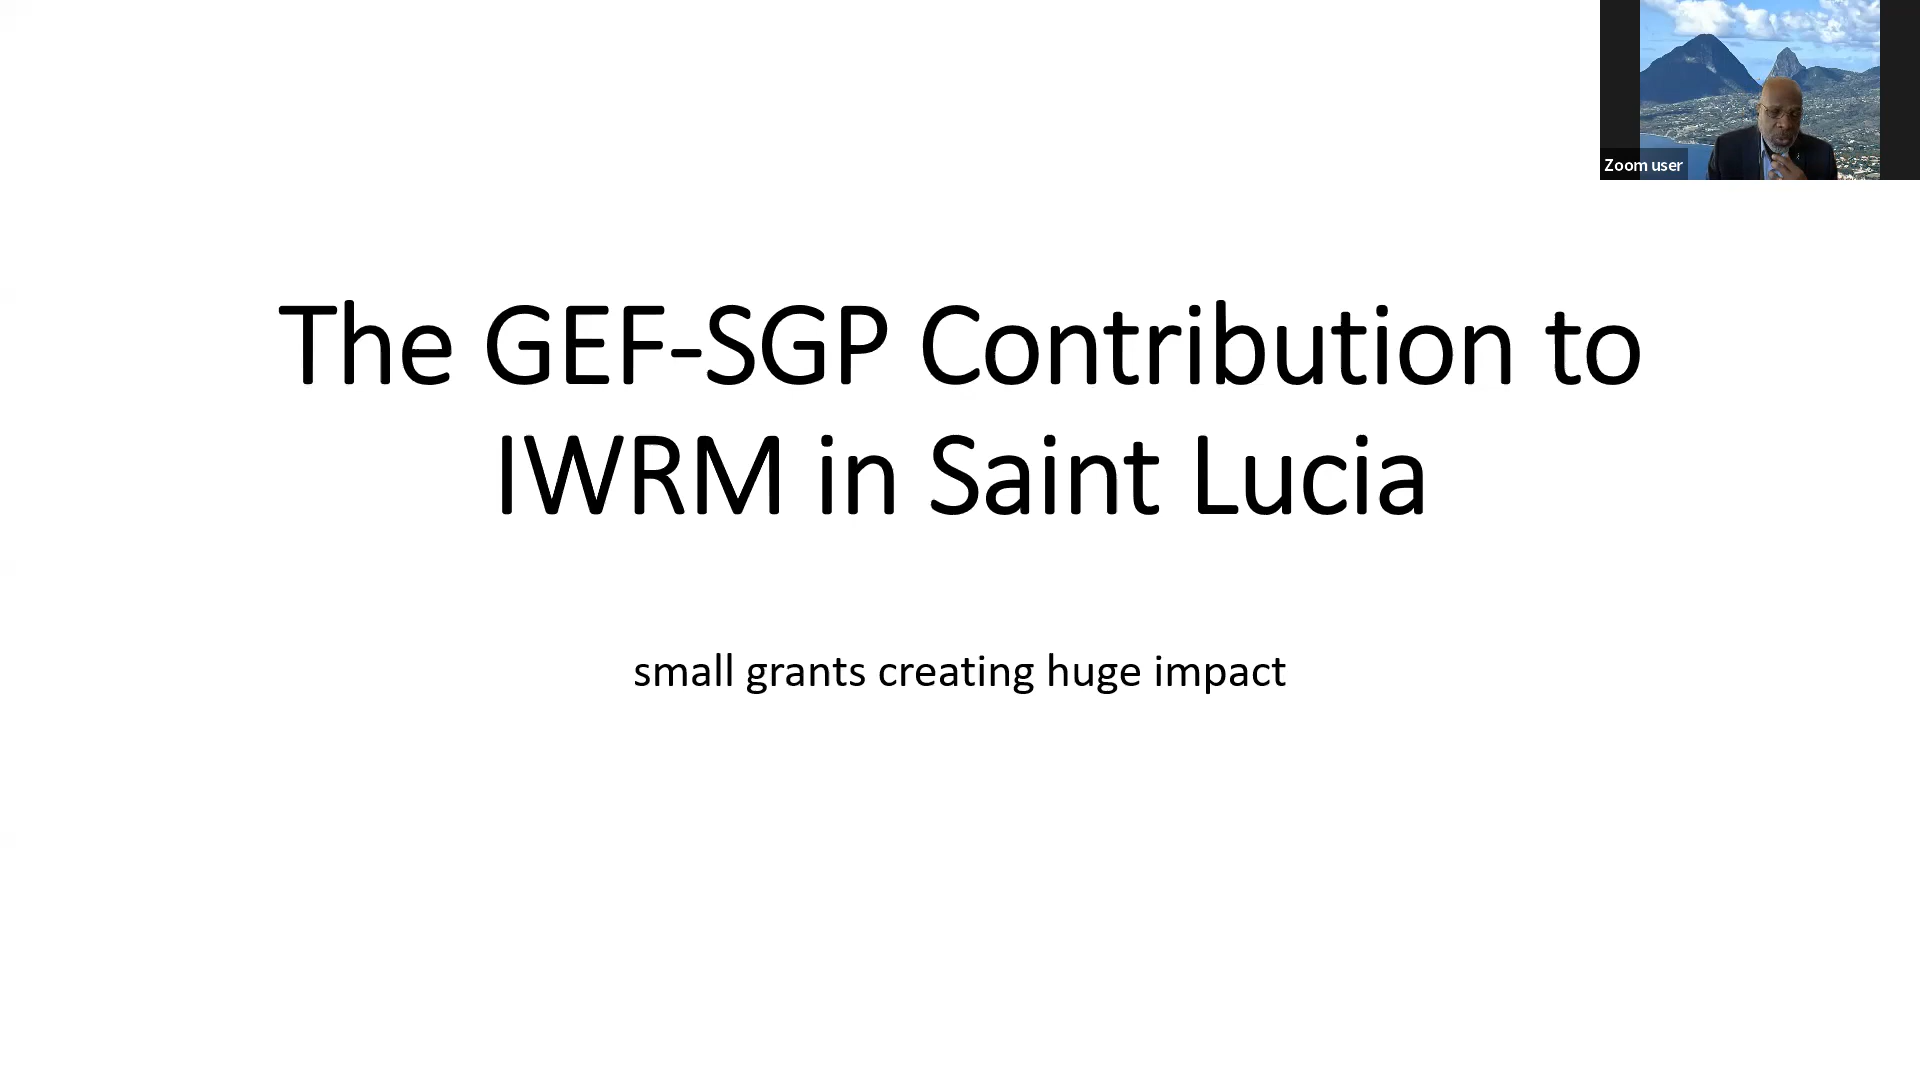 Zoom user
The GEF-SGP Contribution to
IWRM in Saint Lucia
small grants creating huge impact